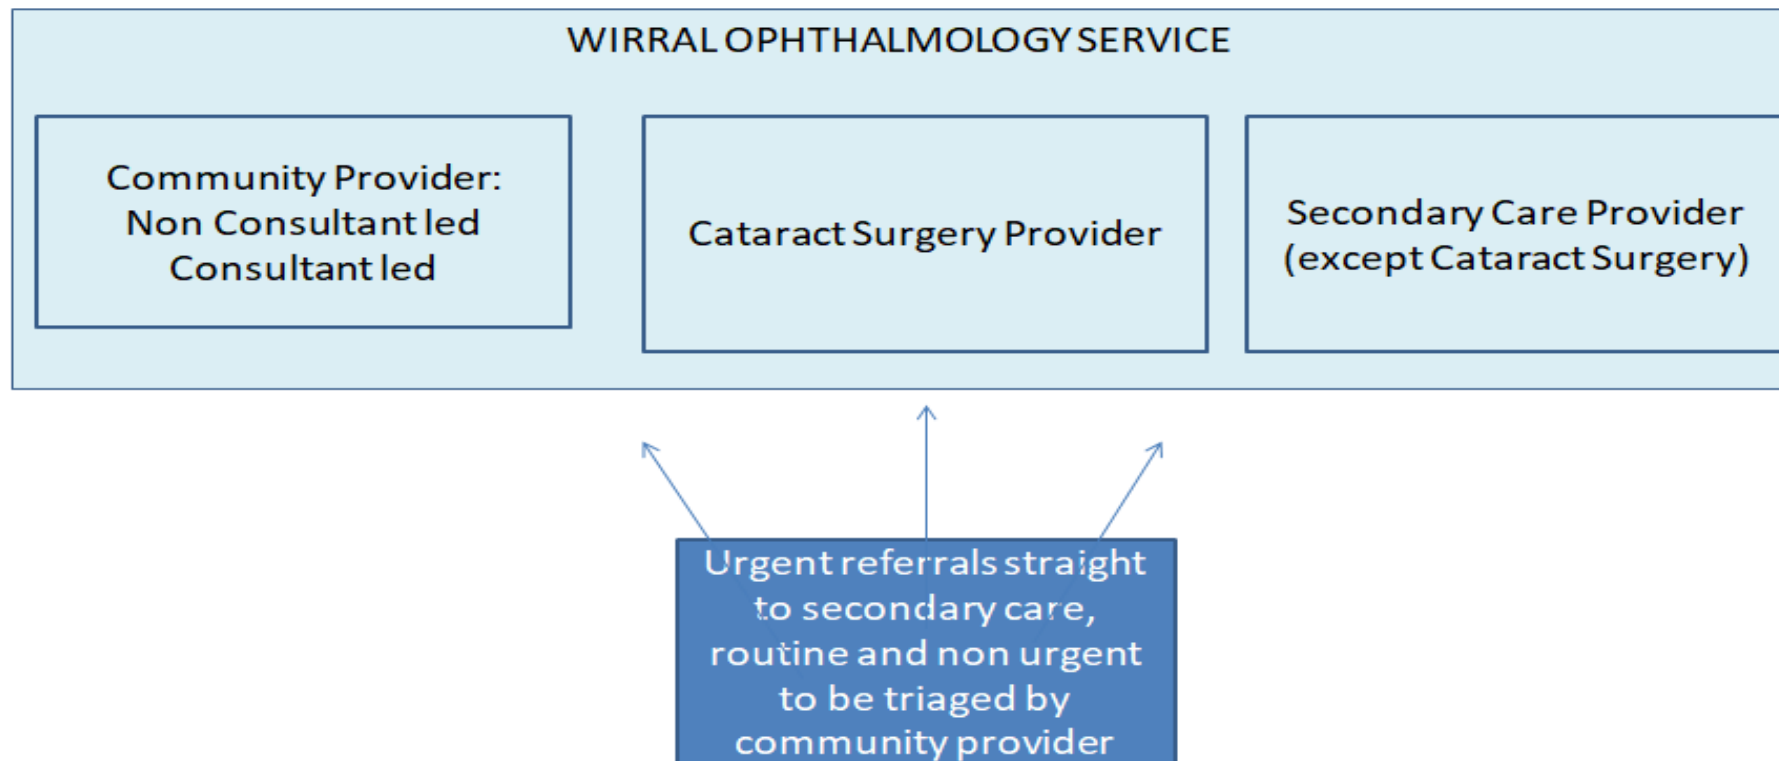 WIRRAL OPHTHALMOLOGY SERVICE
Community Provider:
Non Consultant led
Consultant led
Cataract Surgery Provider
Secondary Care Provider
(except Cataract Surgery)
Urgent referrals straight
to secondary care,
routine and non urgent
to be triaged by
community provider